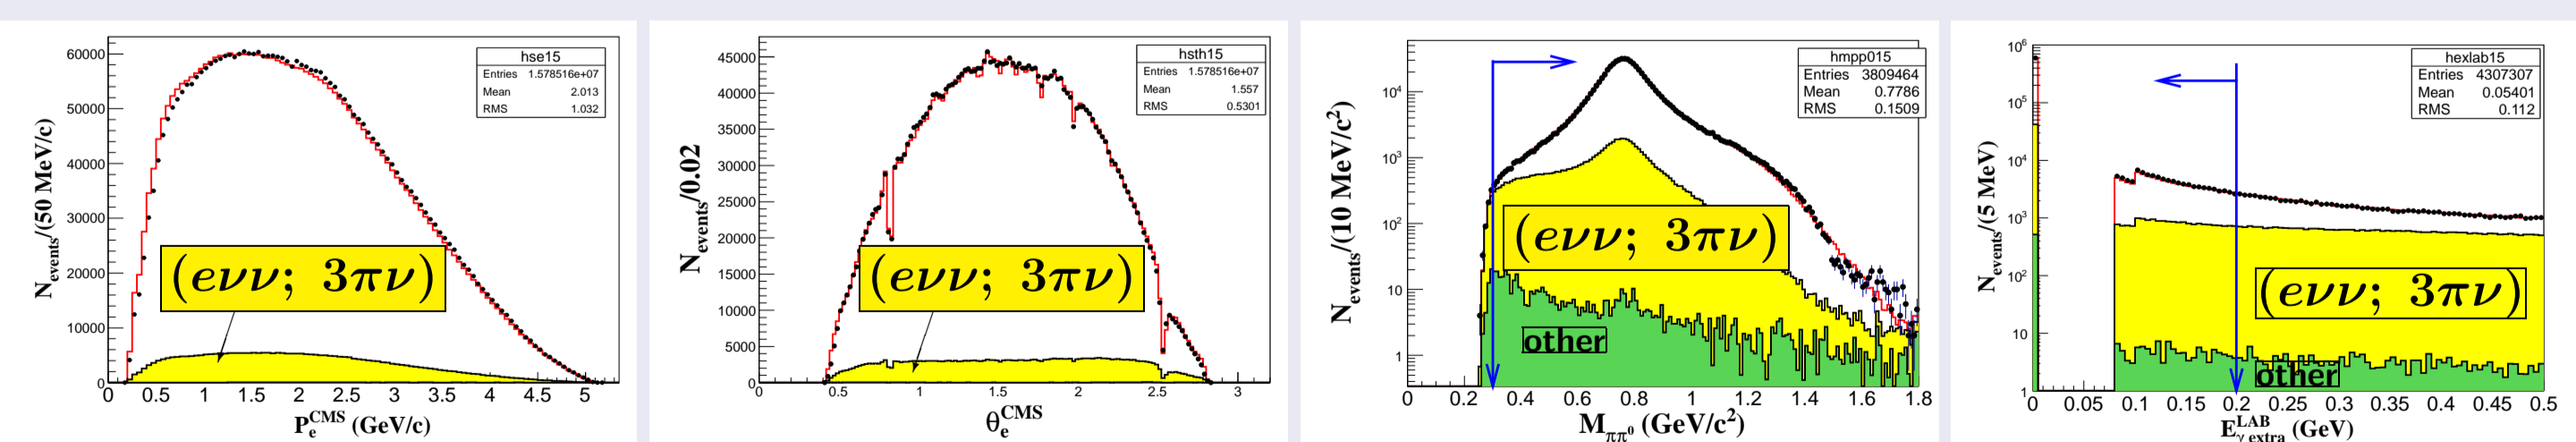 60000
50000
40000
30000
20000
10000
0
N_events/(50 MeV/c)
hse15
Entries 1.578516e+07
Mean 2.013
RMS 1.032
(eνν; 3πν)
0 0.5 1 1.5 2 2.5 3 3.5 4 4.5 5
P_e^CMS (GeV/c)
45000
40000
35000
30000
25000
20000
15000
10000
5000
0
N_events/0.02
hsth15
Entries 1.578516e+07
Mean 1.557
RMS 0.5301
(eνν; 3πν)
0 0.5 1 1.5 2 2.5 3
θ_e^CMS
10^4
10^3
10^2
10
1
N_events/(10 MeV/c^2)
hmpp015
Entries 3809464
Mean 0.7786
RMS 0.1509
(eνν; 3πν)
other
0 0.2 0.4 0.6 0.8 1 1.2 1.4 1.6 1.8
M_ππ^0 (GeV/c^2)
10^6
10^5
10^4
10^3
10^2
10
1
N_events/(5 MeV)
hexlab15
Entries 4307307
Mean 0.05401
RMS 0.112
(eνν; 3πν)
other
0 0.05 0.1 0.15 0.2 0.25 0.3 0.35 0.4 0.45 0.5
E_γ extra^LAB (GeV)